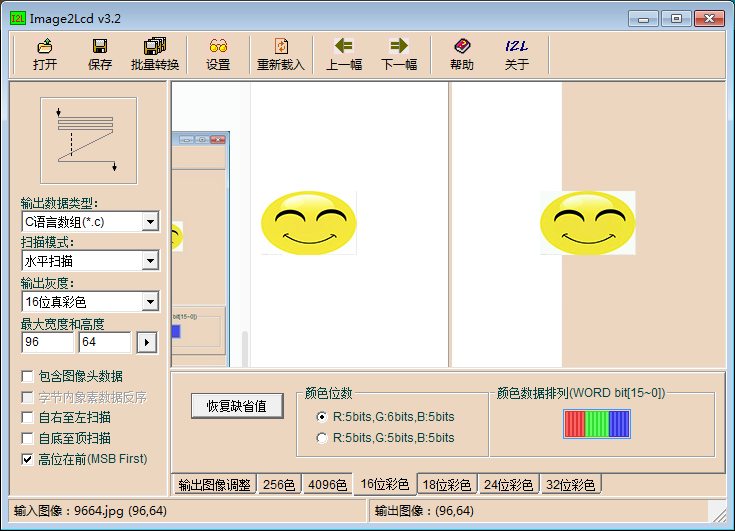 Image2Lcd v3.2
打开 保存 批量转换 设置 重新载入 上一幅 下一幅 帮助 关于
输出数据类型:
C语言数组(*.c)
扫描模式:
水平扫描
输出灰度:
16位真彩色
最大宽度和高度
96 64
包含图像头数据
字节内象素数据反序
自右至左扫描
自底至顶扫描
高位在前(MSB First)
bit[15~0])
恢复缺省值
颜色位数
R:5bits,G:6bits,B:5bits
R:5bits,G:5bits,B:5bits
颜色数据排列(WORD bit[15~0])
输出图像调整 256色 4096色 16位彩色 18位彩色 24位彩色 32位彩色
输入图像：9664.jpg (96,64) 输出图像：(96,64)